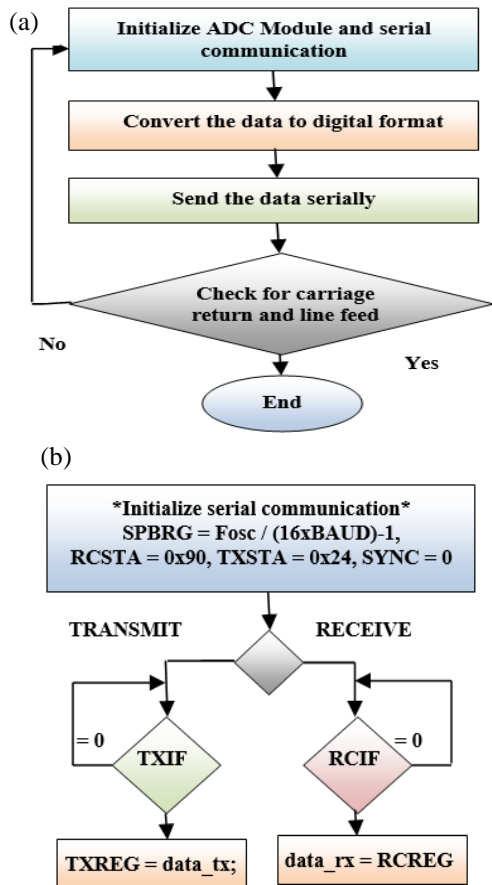 (a)
Initialize ADC Module and serial
communication
Convert the data to digital format
Send the data serially
Check for carriage
return and line feed
No
Yes
End
(b)
*Initialize serial communication*
SPBRG = Fosc / (16xBAUD)-1,
RCSTA = 0x90, TXSTA = 0x24, SYNC = 0
TRANSMIT
RECEIVE
= 0
TXIF
RCIF
= 0
TXREG = data_tx;
data_rx = RCREG